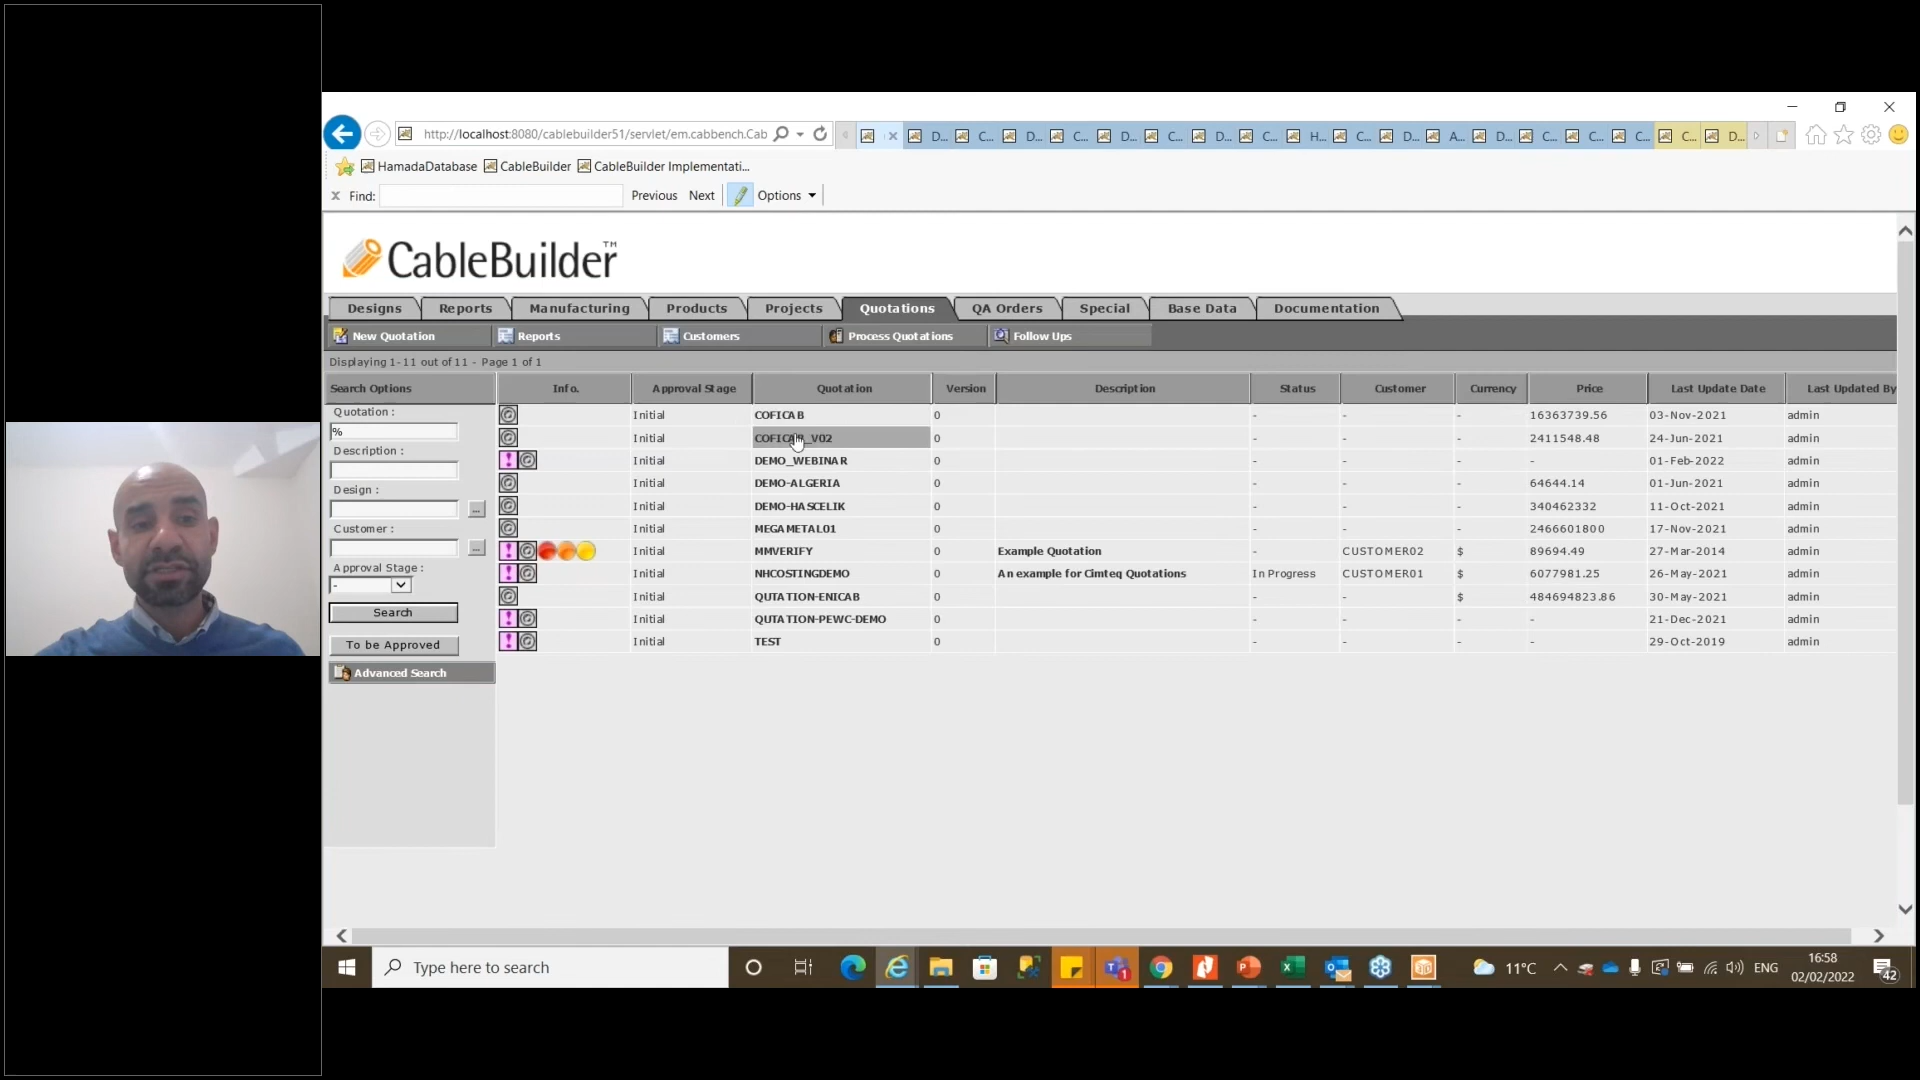 http://localhost:8080/cablebuilder51/servlet/em.cabbench.Cab
D... C... D... C... D... C... D... C... H... C... D... A... D... C... C... C... C... D...
HamadaDatabase CableBuilder CableBuilder Implementati...
x Find: Previous Next Options
CableBuilder™
Designs Reports Manufacturing Products Projects Quotations QA Orders Special Base Data Documentation
New Quotation Reports Customers Process Quotations Follow Ups
Displaying 1-11 out of 11 - Page 1 of 1
Search Options Info. Approval Stage Quotation Version Description Status Customer Currency Price Last Update Date Last Updated By
Quotation :
%
Description :
Design :
...
Customer :
...
Approval Stage :
-
Search
To be Approved
Advanced Search
Initial COFICAB 0 - - - 16363739.56 03-Nov-2021 admin
Initial COFICAB_V02 0 - - - 2411548.48 24-Jun-2021 admin
! Initial DEMO_WEBINAR 0 - - - - 01-Feb-2022 admin
Initial DEMO-ALGERIA 0 - - - 64644.14 01-Jun-2021 admin
Initial DEMO-HASCELIK 0 - - - 340462332 11-Oct-2021 admin
Initial MEGAMETAL01 0 - - - 2466601800 17-Nov-2021 admin
! Initial MMVERIFY 0 Example Quotation - CUSTOMER02 $ 89694.49 27-Mar-2014 admin
! Initial NHCOSTINGDEMO 0 An example for Cimteq Quotations In Progress CUSTOMER01 $ 6077981.25 26-May-2021 admin
Initial QUTATION-ENICAB 0 - - $ 484694823.86 30-May-2021 admin
! Initial QUTATION-PEWC-DEMO 0 - - - - 21-Dec-2021 admin
! Initial TEST 0 - - - - 29-Oct-2019 admin
Type here to search
11°C ENG 16:58
02/02/2022
42